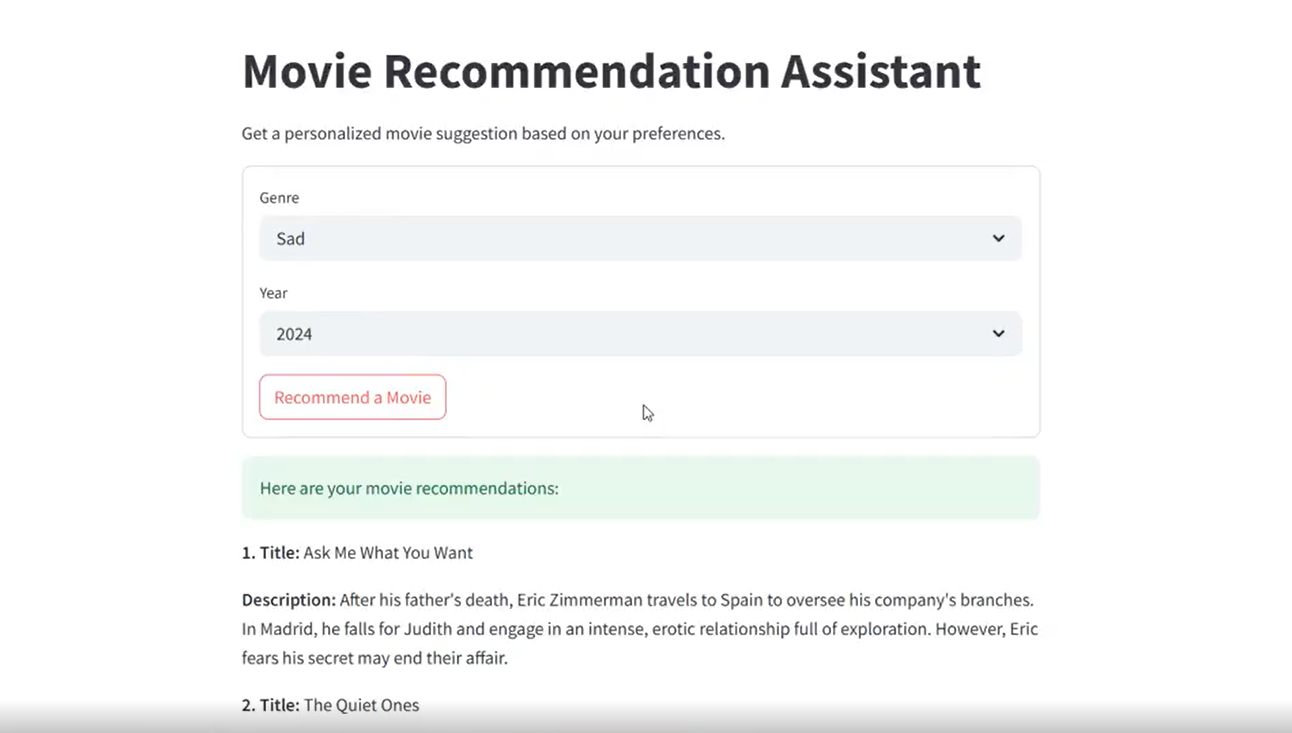 Movie Recommendation Assistant
Get a personalized movie suggestion based on your preferences.
Genre
Sad
Year
2024
Recommend a Movie
Here are your movie recommendations:
1. Title: Ask Me What You Want
Description: After his father's death, Eric Zimmerman travels to Spain to oversee his company's branches.
In Madrid, he falls for Judith and engage in an intense, erotic relationship full of exploration. However, Eric
fears his secret may end their affair.
2. Title: The Quiet Ones